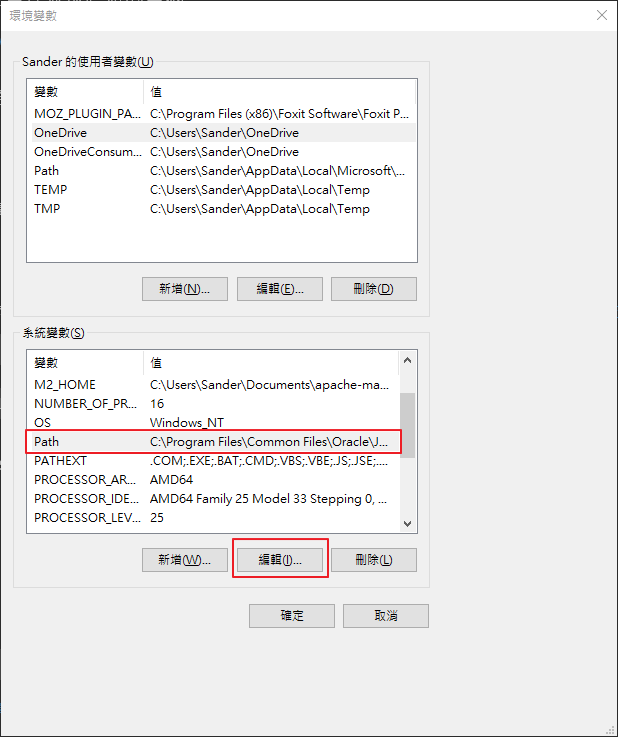 環境變數
Sander 的使用者變數(U)
變數 值
MOZ_PLUGIN_PA... C:\Program Files (x86)\Foxit Software\Foxit P...
OneDrive C:\Users\Sander\OneDrive
OneDriveConsum... C:\Users\Sander\OneDrive
Path C:\Users\Sander\AppData\Local\Microsoft\...
TEMP C:\Users\Sander\AppData\Local\Temp
TMP C:\Users\Sander\AppData\Local\Temp
新增(N)... 編輯(E)... 刪除(D)
系統變數(S)
變數 值
M2_HOME C:\Users\Sander\Documents\apache-ma...
NUMBER_OF_PR... 16
OS Windows_NT
Path C:\Program Files\Common Files\Oracle\J...
PATHEXT .COM;.EXE;.BAT;.CMD;.VBS;.VBE;.JS;.JSE;....
PROCESSOR_AR... AMD64
PROCESSOR_IDE... AMD64 Family 25 Model 33 Stepping 0, ...
PROCESSOR_LEV... 25
新增(W)... 編輯(I)... 刪除(L)
確定 取消